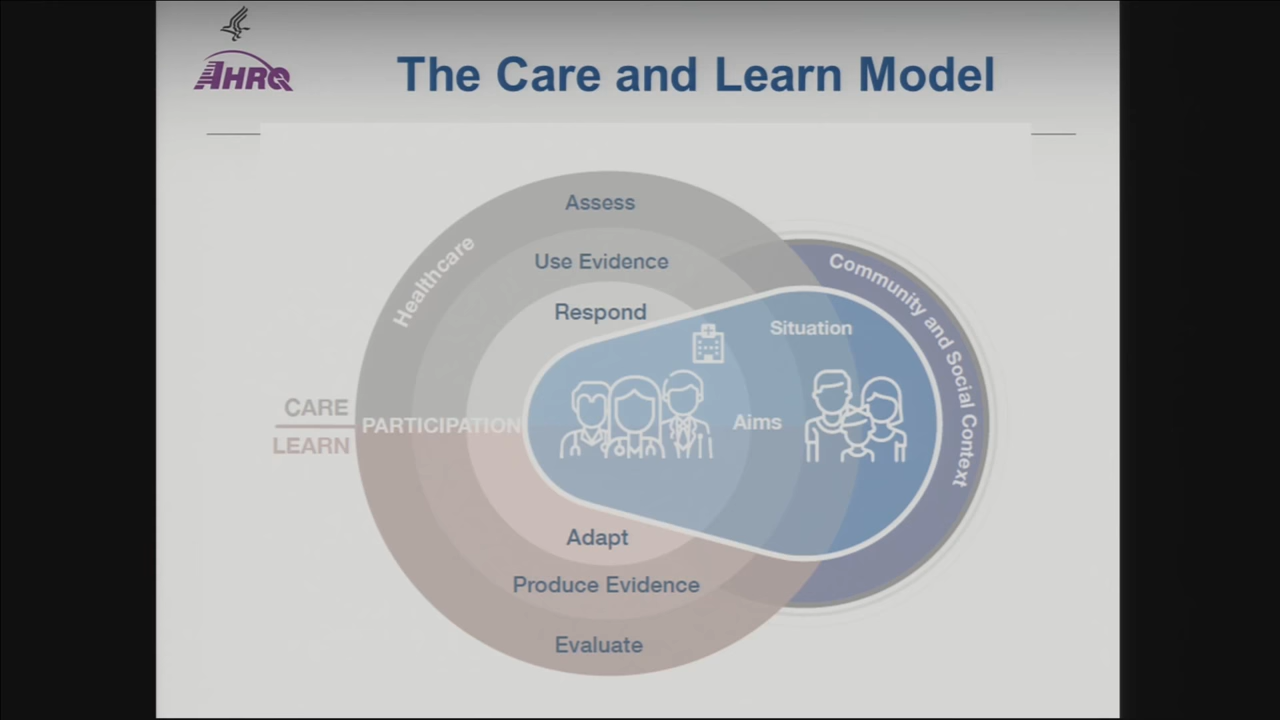 AHRQ
The Care and Learn Model
Assess
Healthcare
Use Evidence
Respond
Community and Social Context
Situation
CARE
PARTICIPATION
LEARN
Aims
Adapt
Produce Evidence
Evaluate